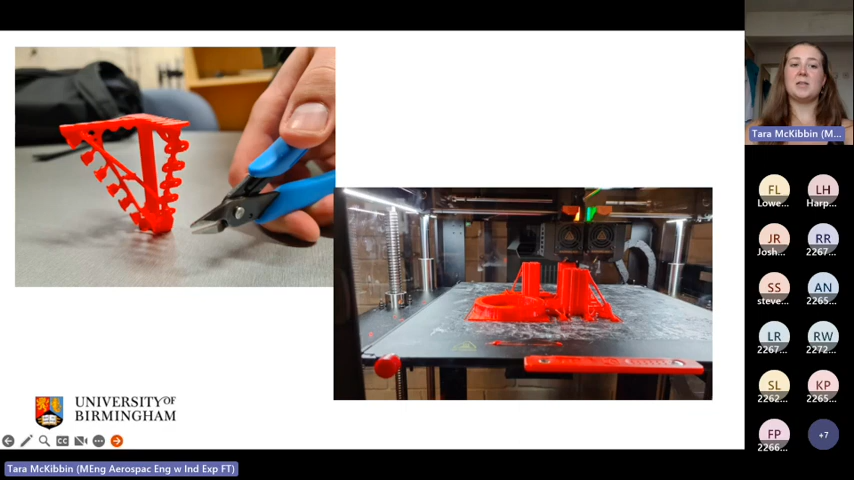 Tara McKibbin (M...
FL
LH
Lowe...
Harp...
JR
RR
Josh...
2267...
SS
AN
steve...
2265...
LR
RW
2267...
2272...
SL
KP
2262...
2265...
FP
+7
2266...
UNIVERSITY OF
BIRMINGHAM
CC
Tara McKibbin (MEng Aerospac Eng w Ind Exp FT)